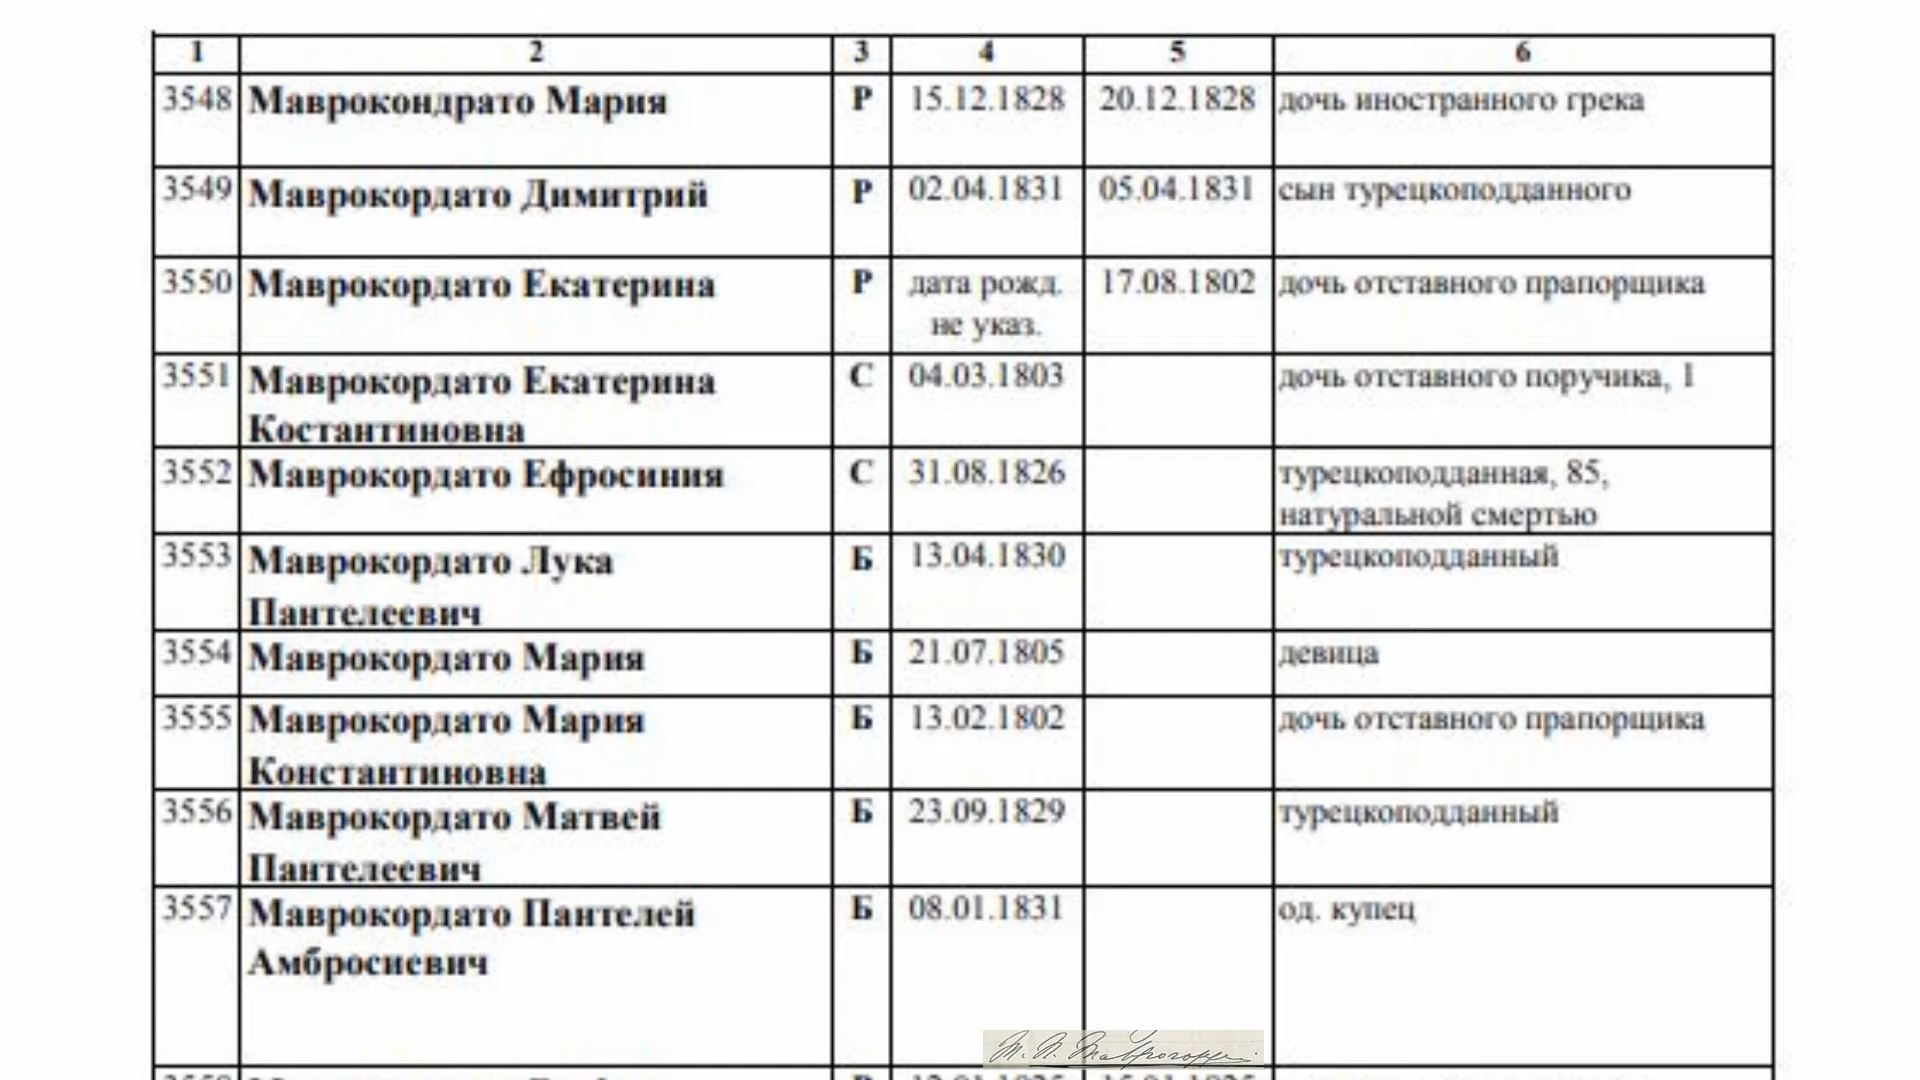 1 2 3 4 5 6
3548 Маврокондрато Мария Р 15.12.1828 20.12.1828 дочь иностранного грека
3549 Маврокордато Димитрий Р 02.04.1831 05.04.1831 сын турецкоподданного
3550 Маврокордато Екатерина Р дата рожд. 17.08.1802 дочь отставного прапорщика
не указ.
3551 Маврокордато Екатерина С 04.03.1803 дочь отставного поручика, 1
Костантиновна
3552 Маврокордато Ефросиния С 31.08.1826 турецкоподданная, 85,
натуральной смертью
3553 Маврокордато Лука Б 13.04.1830 турецкоподданный
Пантелеевич
3554 Маврокордато Мария Б 21.07.1805 девица
3555 Маврокордато Мария Б 13.02.1802 дочь отставного прапорщика
Константиновна
3556 Маврокордато Матвей Б 23.09.1829 турецкоподданный
Пантелеевич
3557 Маврокордато Пантелей Б 08.01.1831 од. купец
Амбросиевич